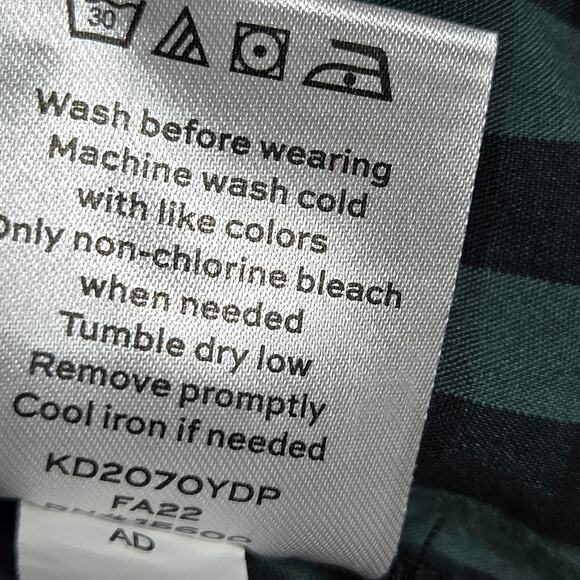 30
Wash before wearing
Machine wash cold
with like colors
Only non-chlorine bleach
when needed
Tumble dry low
Remove promptly
Cool iron if needed
KD2070YDP
FA22
AD